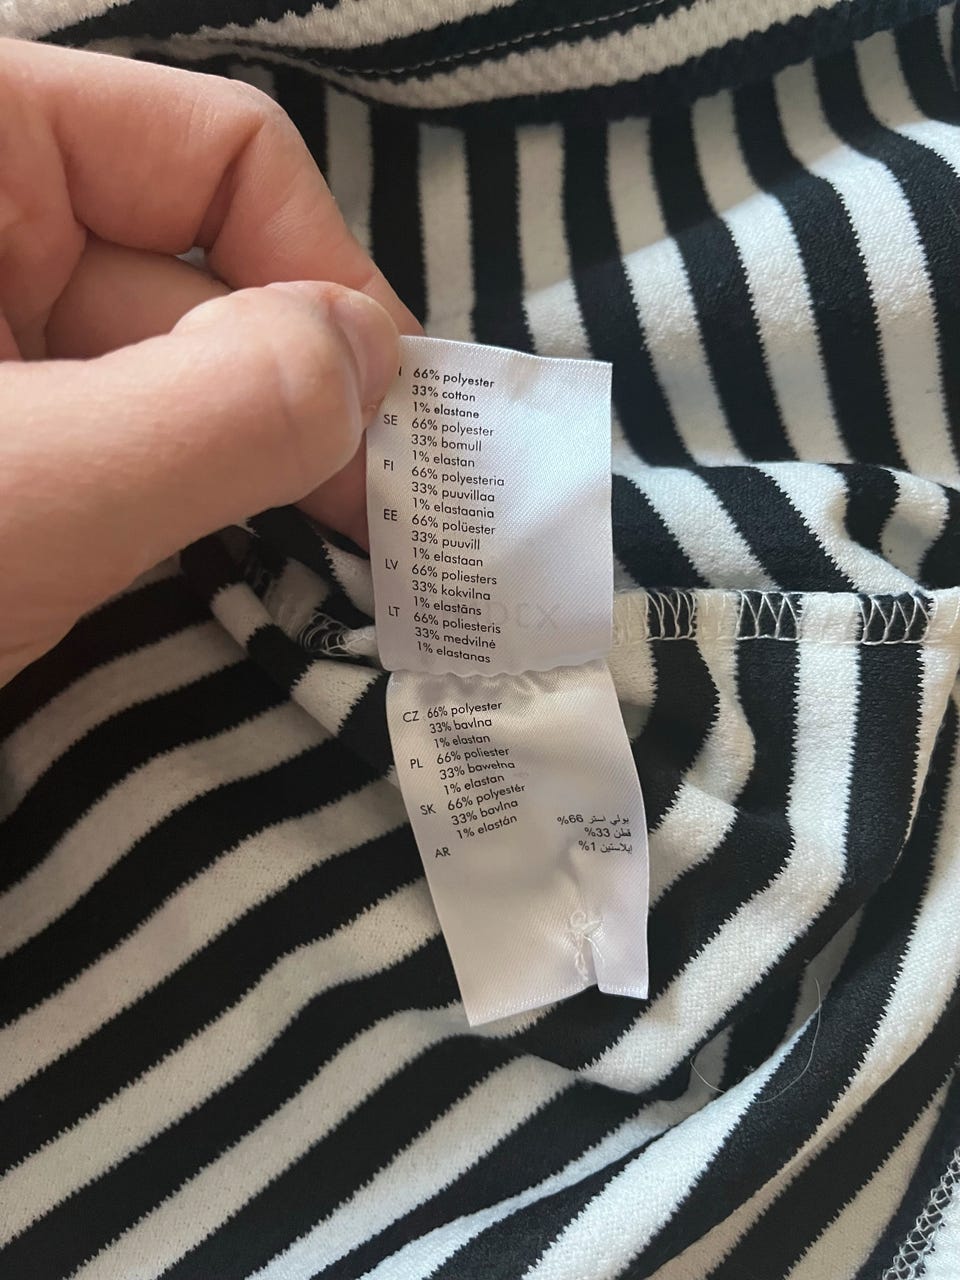 66% polyester
33% cotton
1% elastane
SE 66% polyester
33% bomull
1% elastan
FI 66% polyesteria
33% puuvillaa
1% elastaania
EE 66% polüester
33% puuvill
1% elastaan
LV 66% poliesters
33% kokvilna
1% elastāns
LT 66% poliesteris
33% medvilnė
1% elastanas
CZ 66% polyester
33% bavlna
1% elastan
PL 66% poliester
33% bawełna
1% elastan
SK 66% polyestér
33% bavlna
1% elastán
بولي استر 66%
قطن 33%
AR إيلاستين 1%